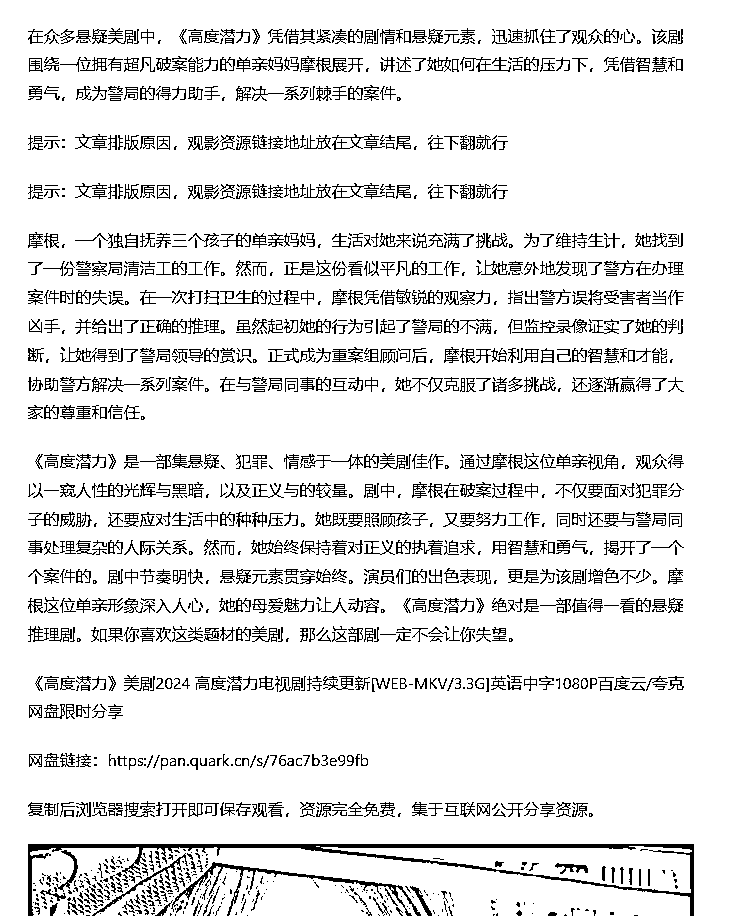 在众多悬疑美剧中，《高度潜力》凭借其紧凑的剧情和悬疑元素，迅速抓住了观众的心。该剧
围绕一位拥有超凡破案能力的单亲妈妈摩根展开，讲述了她如何在生活的压力下，凭借智慧和
勇气，成为警局的得力助手，解决一系列棘手的案件。
提示：文章排版原因，观影资源链接地址放在文章结尾，往下翻就行
提示：文章排版原因，观影资源链接地址放在文章结尾，往下翻就行
摩根，一个独自抚养三个孩子的单亲妈妈，生活对她来说充满了挑战。为了维持生计，她找到
了一份警察局清洁工的工作。然而，正是这份看似平凡的工作，让她意外地发现了警方在办理
案件时的失误。在一次打扫卫生的过程中，摩根凭借敏锐的观察力，指出警方误将受害者当作
凶手，并给出了正确的推理。虽然起初她的行为引起了警局的不满，但监控录像证实了她的判
断，让她得到了警局领导的赏识。正式成为重案组顾问后，摩根开始利用自己的智慧和才能，
协助警方解决一系列案件。在与警局同事的互动中，她不仅克服了诸多挑战，还逐渐赢得了大
家的尊重和信任。
《高度潜力》是一部集悬疑、犯罪、情感于一体的美剧佳作。通过摩根这位单亲视角，观众得
以一窥人性的光辉与黑暗，以及正义与的较量。剧中，摩根在破案过程中，不仅要面对犯罪分
子的威胁，还要应对生活中的种种压力。她既要照顾孩子，又要努力工作，同时还要与警局同
事处理复杂的人际关系。然而，她始终保持着对正义的执着追求，用智慧和勇气，揭开了一个
个案件的。剧中节奏明快，悬疑元素贯穿始终。演员们的出色表现，更是为该剧增色不少。摩
根这位单亲形象深入人心，她的母爱魅力让人动容。《高度潜力》绝对是一部值得一看的悬疑
推理剧。如果你喜欢这类题材的美剧，那么这部剧一定不会让你失望。
《高度潜力》美剧2024 高度潜力电视剧持续更新[WEB-MKV/3.3G]英语中字1080P百度云/夸克
网盘限时分享
网盘链接：https://pan.quark.cn/s/76ac7b3e99fb
复制后浏览器搜索打开即可保存观看，资源完全免费，集于互联网公开分享资源。